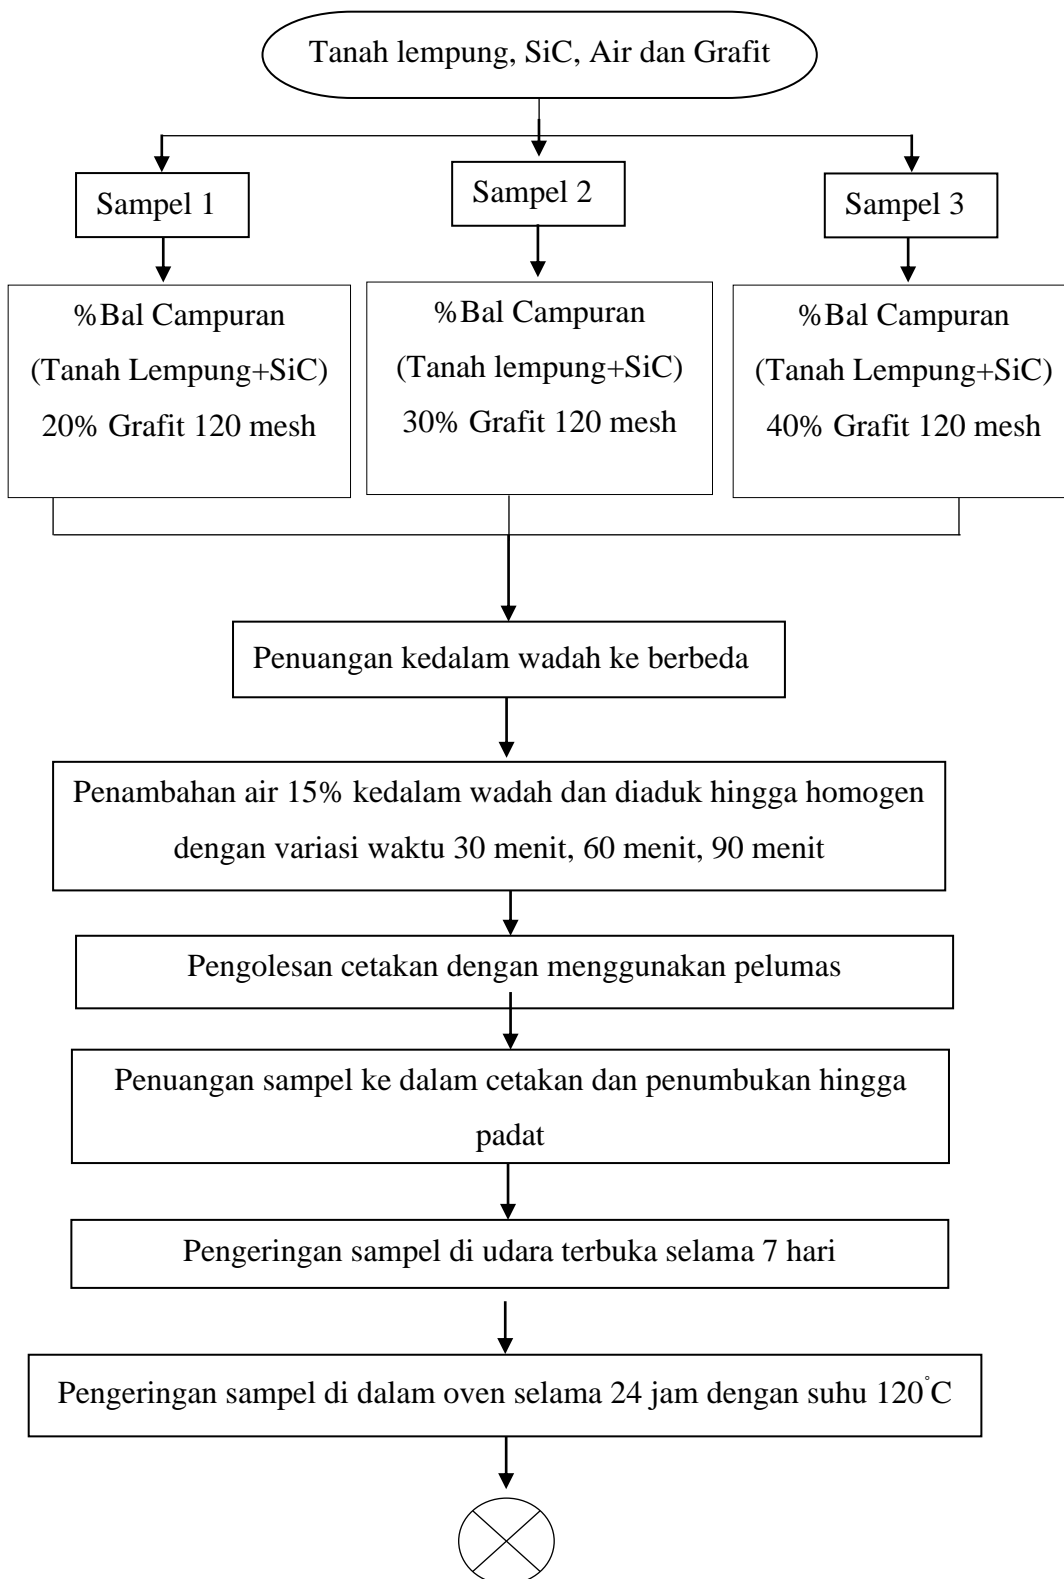 Tanah lempung, SiC, Air dan Grafit
Sampel 1
Sampel 2
Sampel 3
%Bal Campuran
(Tanah Lempung+SiC)
20% Grafit 120 mesh
%Bal Campuran
(Tanah lempung+SiC)
30% Grafit 120 mesh
%Bal Campuran
(Tanah Lempung+SiC)
40% Grafit 120 mesh
Penuangan kedalam wadah ke berbeda
Penambahan air 15% kedalam wadah dan diaduk hingga homogen
dengan variasi waktu 30 menit, 60 menit, 90 menit
Pengolesan cetakan dengan menggunakan pelumas
Penuangan sampel ke dalam cetakan dan penumbukan hingga
padat
Pengeringan sampel di udara terbuka selama 7 hari
Pengeringan sampel di dalam oven selama 24 jam dengan suhu 120°C